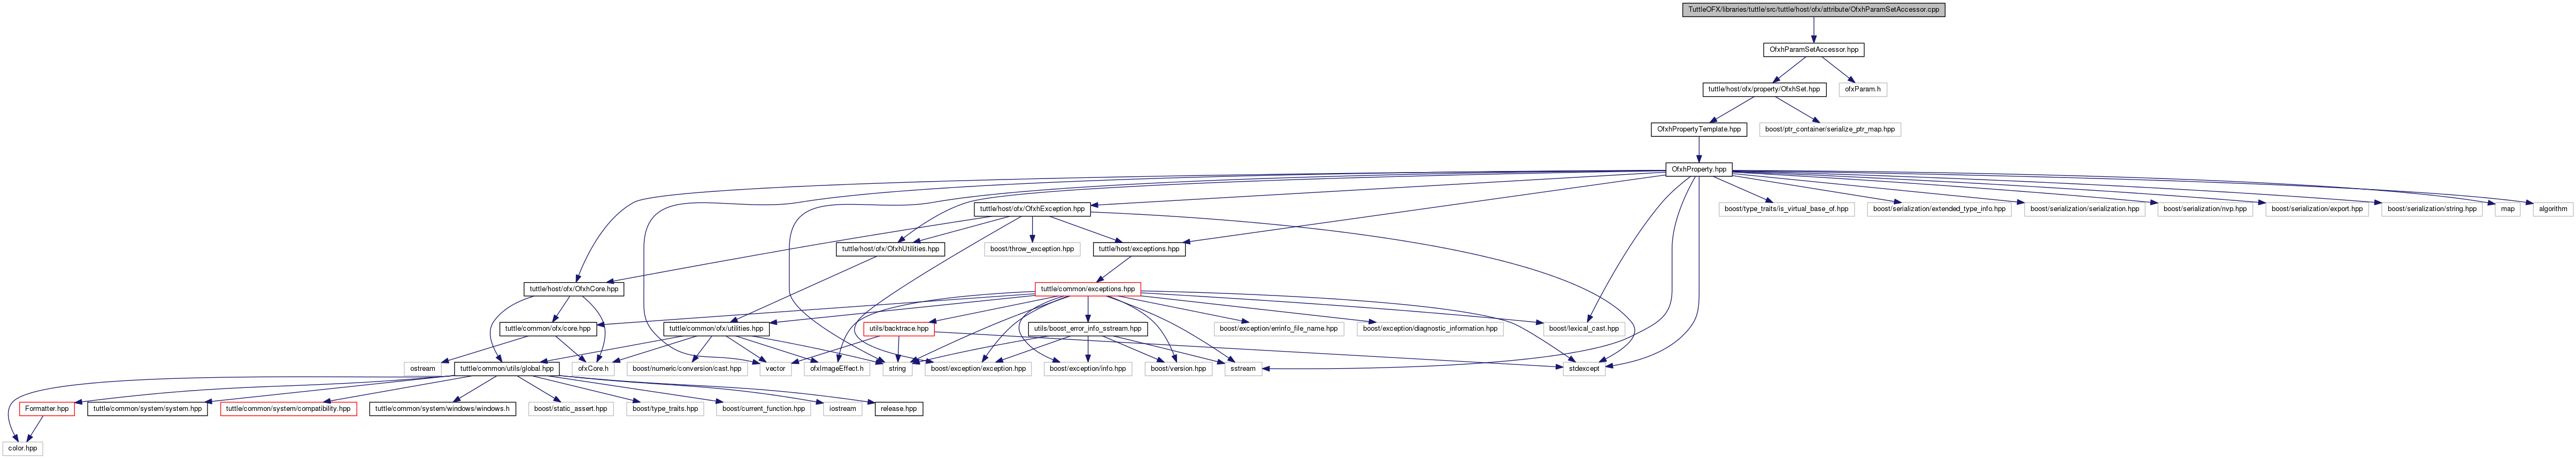 TuttleOFX/libraries/tuttle/src/tuttle/host/ofx/attribute/OfxhParamSetAccessor.cpp
OfxhParamSetAccessor.hpp
tuttle/host/ofx/property/OfxhSet.hpp
ofxParam.h
OfxhPropertyTemplate.hpp
boost/ptr_container/serialize_ptr_map.hpp
OfxhProperty.hpp
tuttle/host/ofx/OfxhException.hpp
boost/type_traits/is_virtual_base_of.hpp
boost/serialization/extended_type_info.hpp
boost/serialization/serialization.hpp
boost/serialization/nvp.hpp
boost/serialization/export.hpp
boost/serialization/string.hpp
map
algorithm
tuttle/host/ofx/OfxhUtilities.hpp
boost/throw_exception.hpp
tuttle/host/exceptions.hpp
tuttle/host/ofx/OfxhCore.hpp
tuttle/common/exceptions.hpp
tuttle/common/ofx/core.hpp
tuttle/common/ofx/utilities.hpp
utils/backtrace.hpp
utils/boost_error_info_sstream.hpp
boost/exception/errinfo_file_name.hpp
boost/exception/diagnostic_information.hpp
boost/lexical_cast.hpp
ostream
tuttle/common/utils/global.hpp
ofxCore.h
boost/numeric/conversion/cast.hpp
vector
ofxImageEffect.h
string
boost/exception/exception.hpp
boost/exception/info.hpp
boost/version.hpp
sstream
stdexcept
Formatter.hpp
tuttle/common/system/system.hpp
tuttle/common/system/compatibility.hpp
tuttle/common/system/windows/windows.h
boost/static_assert.hpp
boost/type_traits.hpp
boost/current_function.hpp
iostream
release.hpp
color.hpp